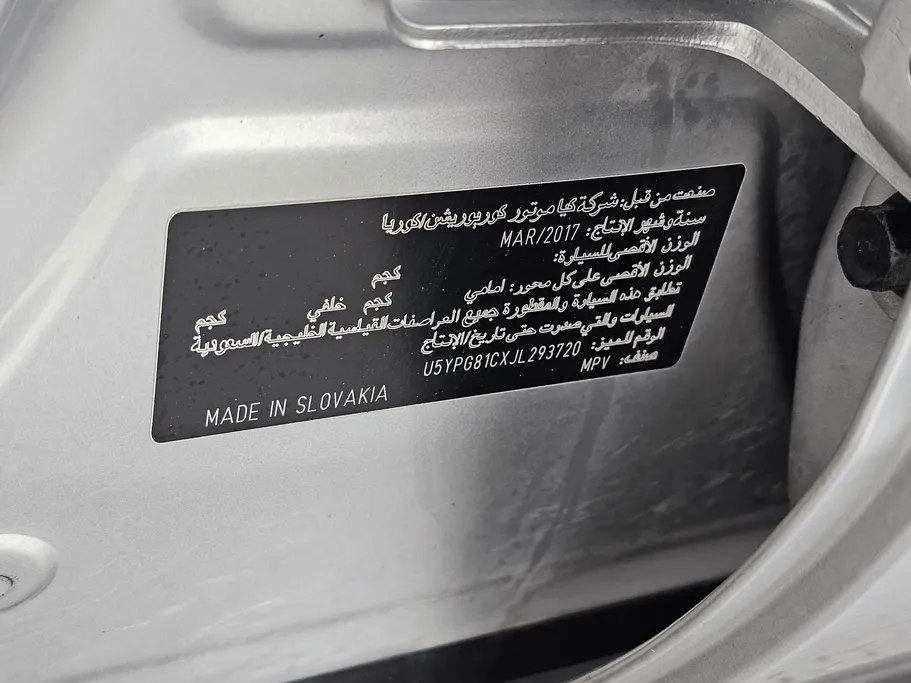 صنعت من قبل: شركة كيا موتور كوربوريشن/كوريا
سنة وشهر الإنتاج: MAR/2017
الوزن الأقصى للسيارة: كجم
الوزن الأقصى على كل محور: امامي كجم خلفي كجم
تطابق هذه السيارة والمقطورة جميع المواصفات القياسية الخليجية/السعودية
للسيارات والتي صدرت حتى تاريخ/الإنتاج
الرقم المميز: U5YPG81CXJL293720
صنف: MPV
MADE IN SLOVAKIA